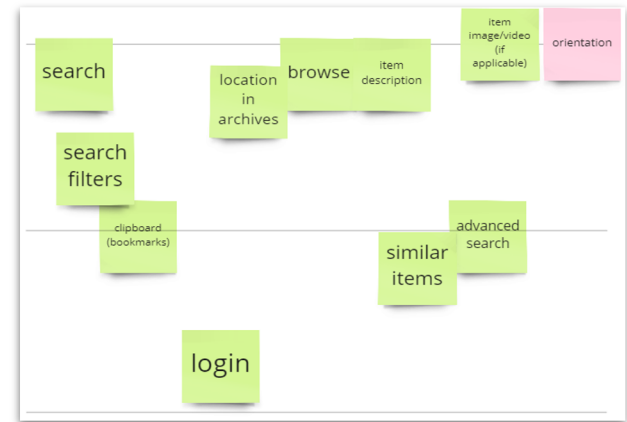 item
image/video
(if
applicable)
orientation
search
location
in
archives
browse
item
description
search
filters
clipboard
(bookmarks)
advanced
search
similar
items
login